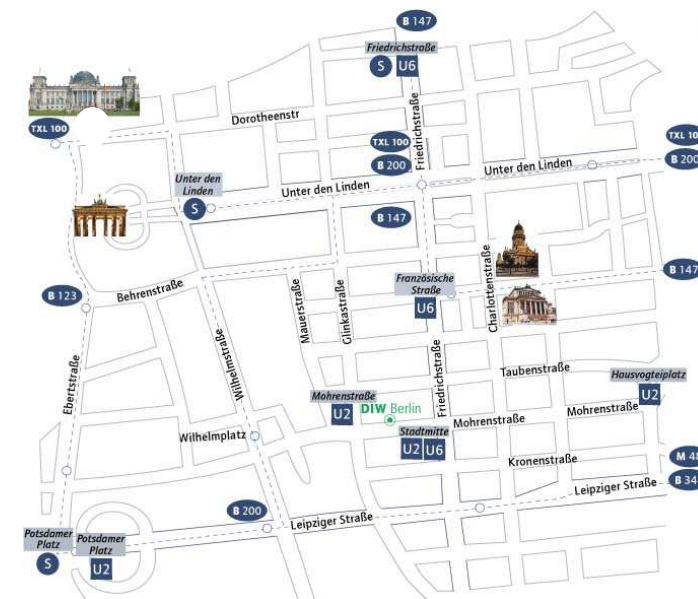 B 147
Friedrichstraße
S U6
TXL 100
Dorotheenstr
TXL 100
B 200
Friedrichstraße
Unter den
Linden
S
Unter den Linden
Unter den Linden
TXL 10
B 200
B 147
Charlottenstraße
B 123
Behrenstraße
Mauerstraße
Glinkastraße
Französische
Straße
U6
B 147
Ebertstraße
Wilhelmstraße
Friedrichstraße
Taubenstraße
Hausvogteiplatz
U2
Mohrenstraße
U2
DIW Berlin
Mohrenstraße
Mohrenstraße
Stadtmitte
U2 U6
Wilhelmplatz
Kronenstraße
M 48
B 34
Leipziger Straße
B 200
Leipziger Straße
Potsdamer
Platz
S
Potsdamer
Platz
U2